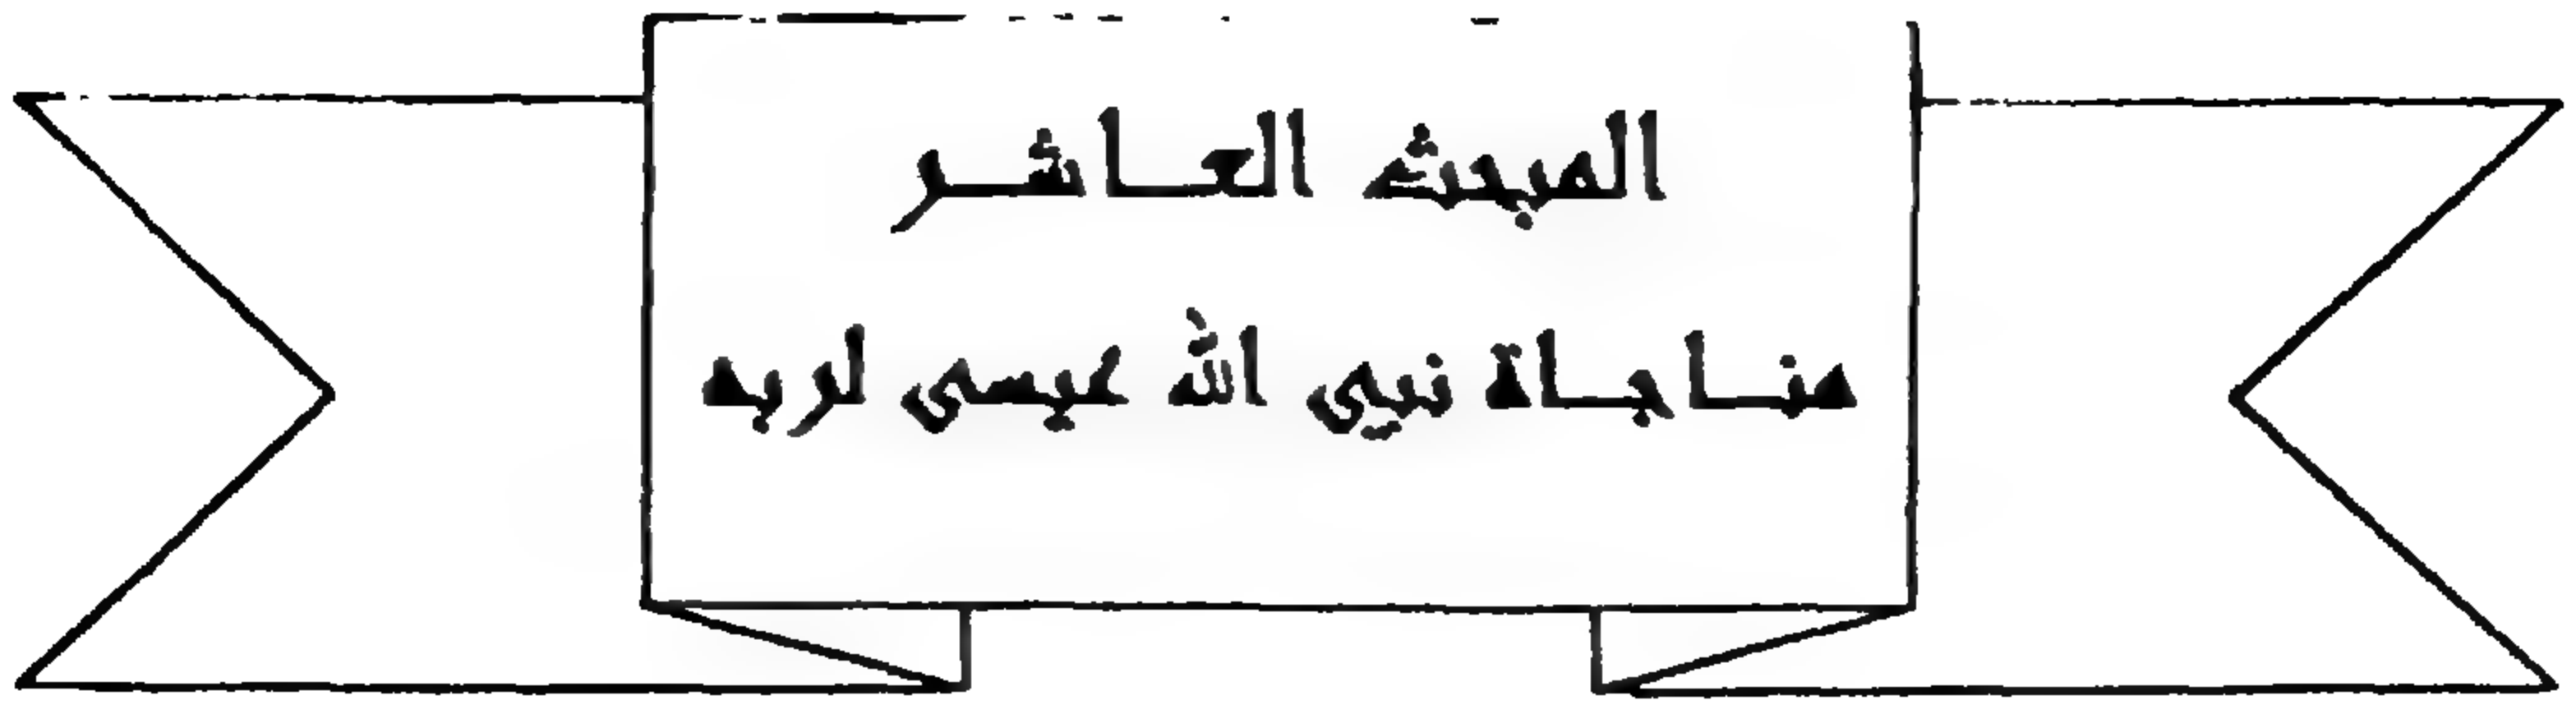 المبحث العاشر
مناجاة نبي الله عيسى لربه